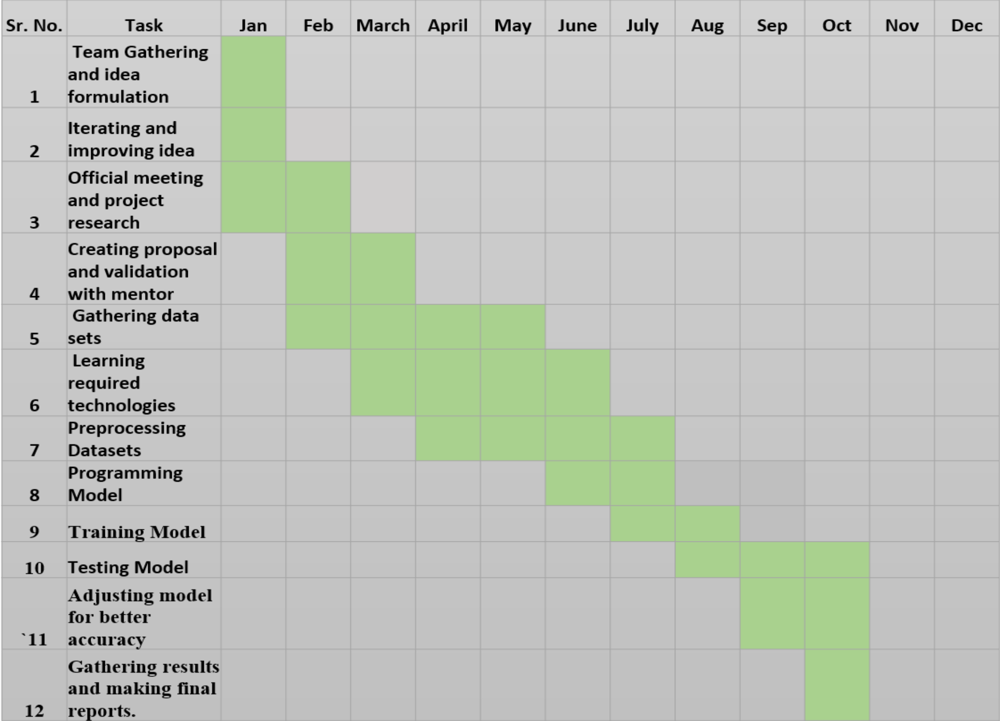 Sr. No. Task Jan Feb March April May June July Aug Sep Oct Nov Dec
Team Gathering
and idea
1 formulation
Iterating and
2 improving idea
Official meeting
and project
3 research
Creating proposal
and validation
4 with mentor
Gathering data
5 sets
Learning
required
6 technologies
Preprocessing
7 Datasets
Programming
8 Model
9 Training Model
10 Testing Model
Adjusting model
for better
`11 accuracy
Gathering results
and making final
12 reports.